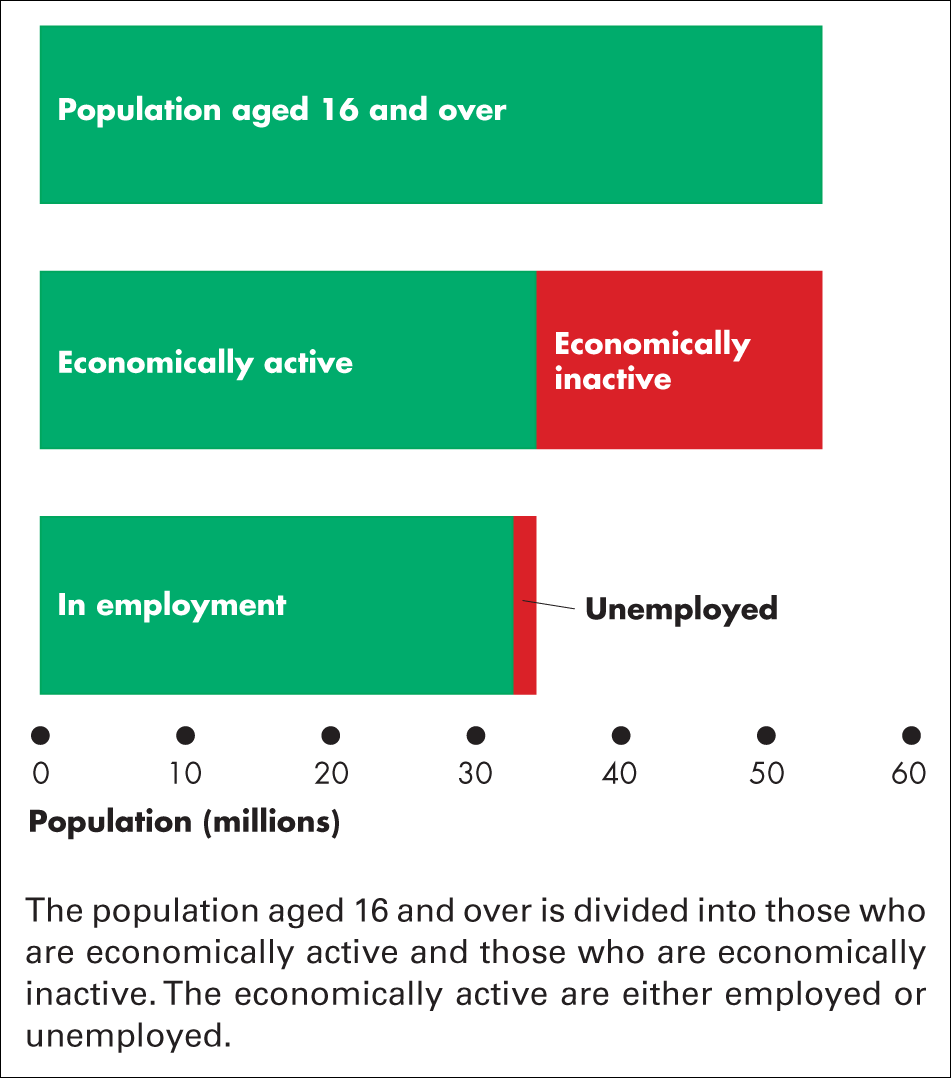 Population aged 16 and over
Economically active
Economically
inactive
In employment
Unemployed
0 10 20 30 40 50 60
Population (millions)
The population aged 16 and over is divided into those who
are economically active and those who are economically
inactive. The economically active are either employed or
unemployed.